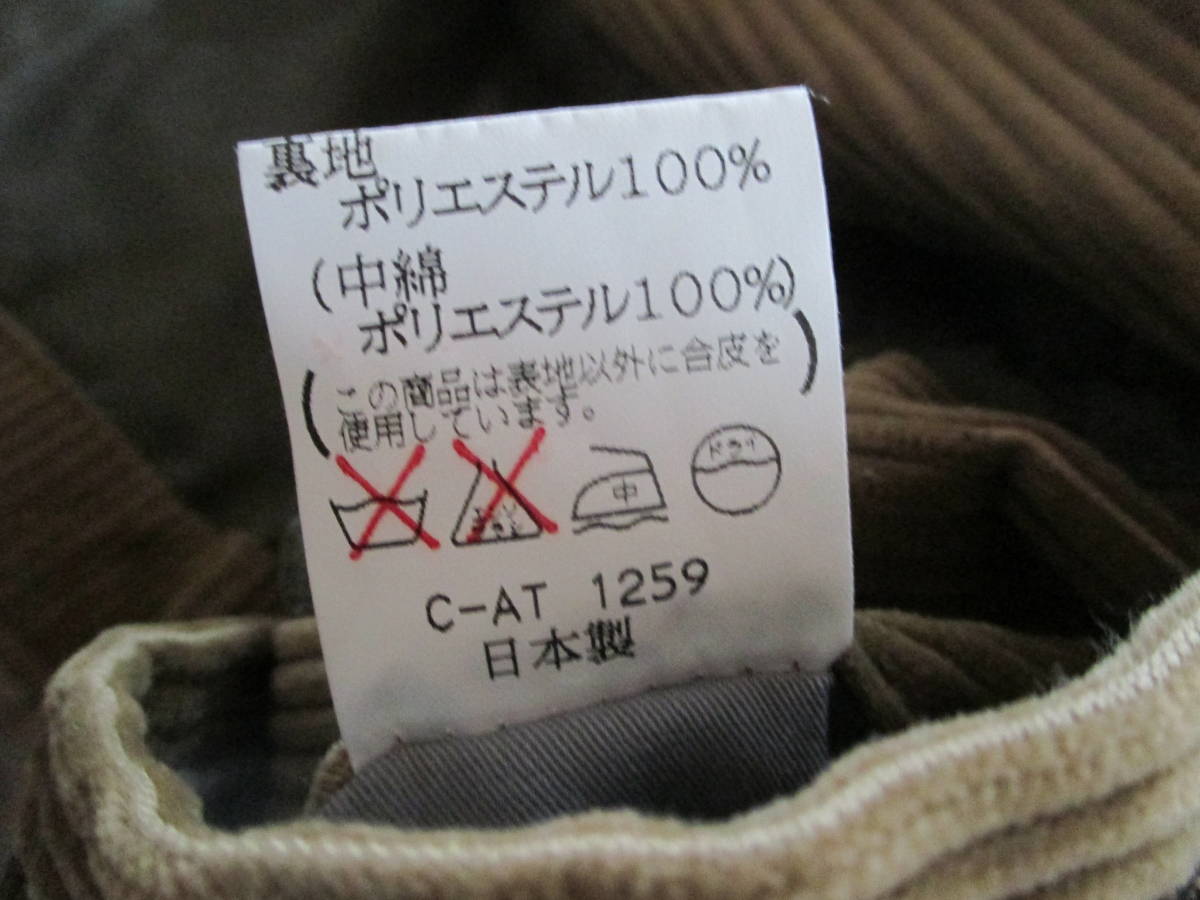 裏地
ポリエステル100%
(中綿
ポリエステル100%)
(この商品は表地以外に合皮を
使用しています。)
中
ドライ
C-AT 1259
日本製